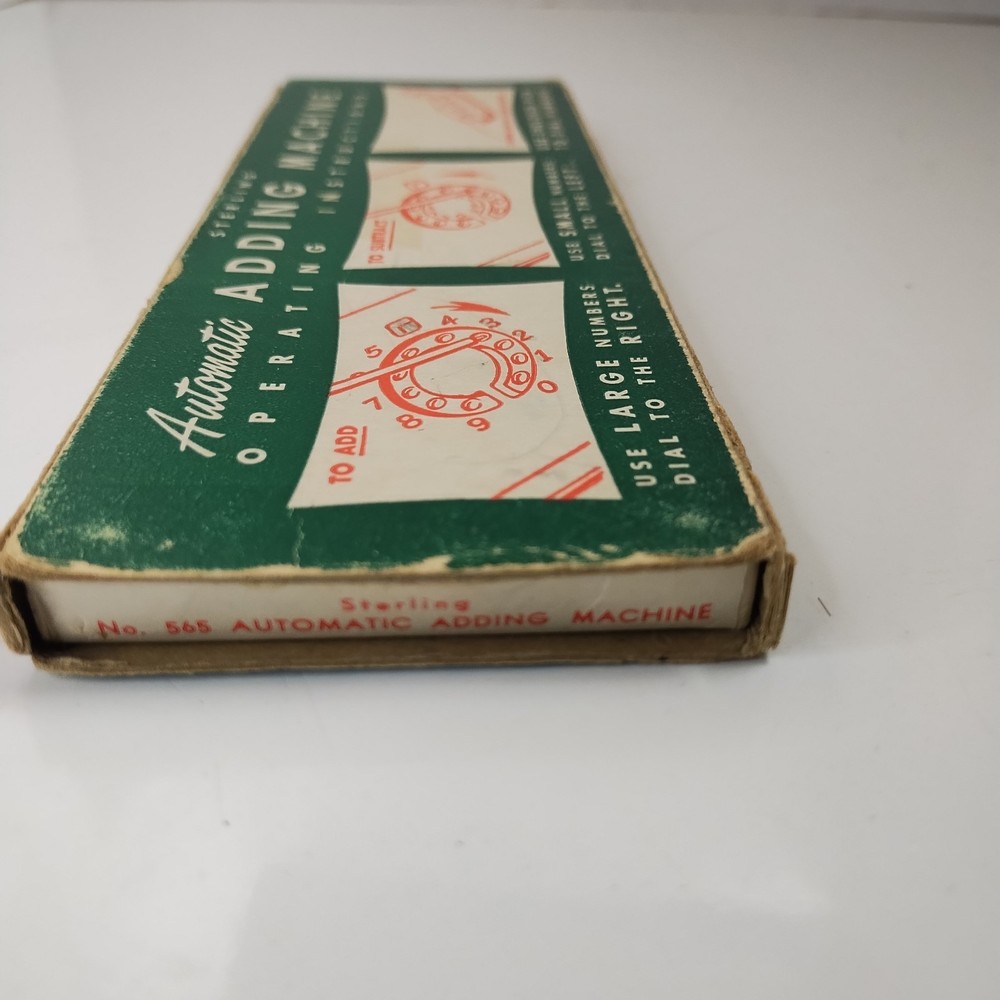 STERLING
Automatic ADDING MACHINE
OPERATING INSTRUCTIONS
TO SUBTRACT
USE SMALL NUMBERS
DIAL TO THE LEFT.
TO ADD
0
1
2
3
4
5
7
8
9
USE LARGE NUMBERS
DIAL TO THE RIGHT.
Sterling
No. 565 AUTOMATIC ADDING MACHINE